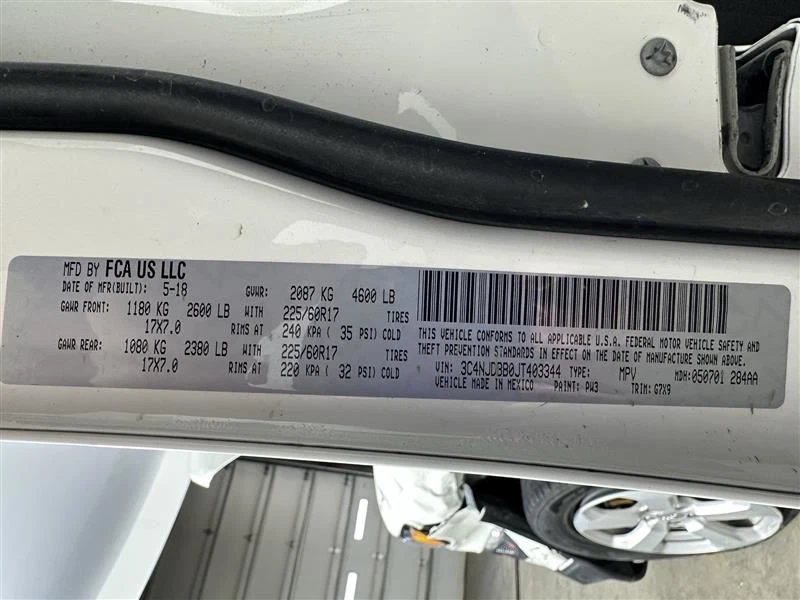 MFD BY FCA US LLC
DATE OF MFR(BUILT): 5-18 GVWR: 2087 KG 4600 LB
GAWR FRONT: 1180 KG 2600 LB WITH 225/60R17 TIRES
17X7.0 RIMS AT 240 KPA ( 35 PSI) COLD
GAWR REAR: 1080 KG 2380 LB WITH 225/60R17 TIRES
17X7.0 RIMS AT 220 KPA ( 32 PSI) COLD
THIS VEHICLE CONFORMS TO ALL APPLICABLE U.S.A. FEDERAL MOTOR VEHICLE SAFETY AND
THEFT PREVENTION STANDARDS IN EFFECT ON THE DATE OF MANUFACTURE SHOWN ABOVE.
VIN: 3C4NJDBB0JT403344 TYPE: MPV MDH:050701 284AA
VEHICLE MADE IN MEXICO PAINT: PW3 TRIM: G7X9